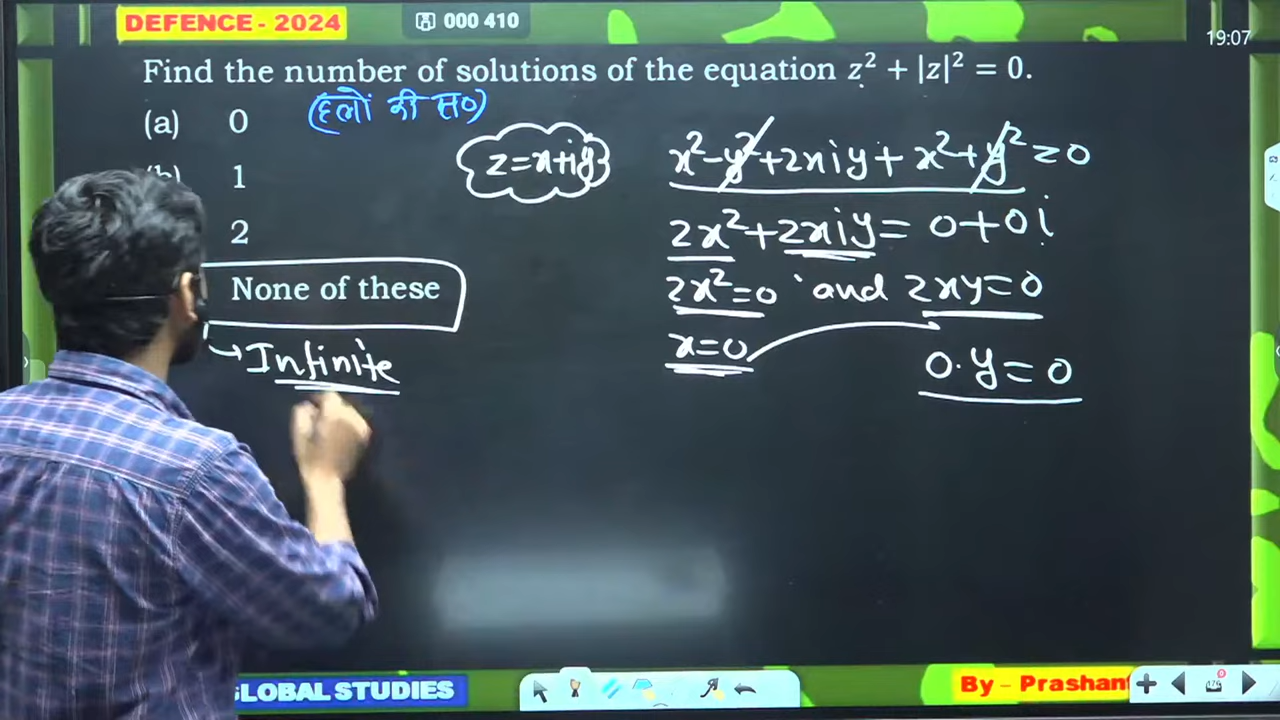 DEFENCE - 2024
000 410
19:07
Find the number of solutions of the equation z² + |z|² = 0.
(हलों की सं०)
(a) 0
1
2
None of these
→ Infinite
z=x+iy
x²-y²+2xiy+x²+y²=0
2x²+2xiy=0+0i
2x²=0 and 2xy=0
x=0
0·y=0
GLOBAL STUDIES
By - Prashant